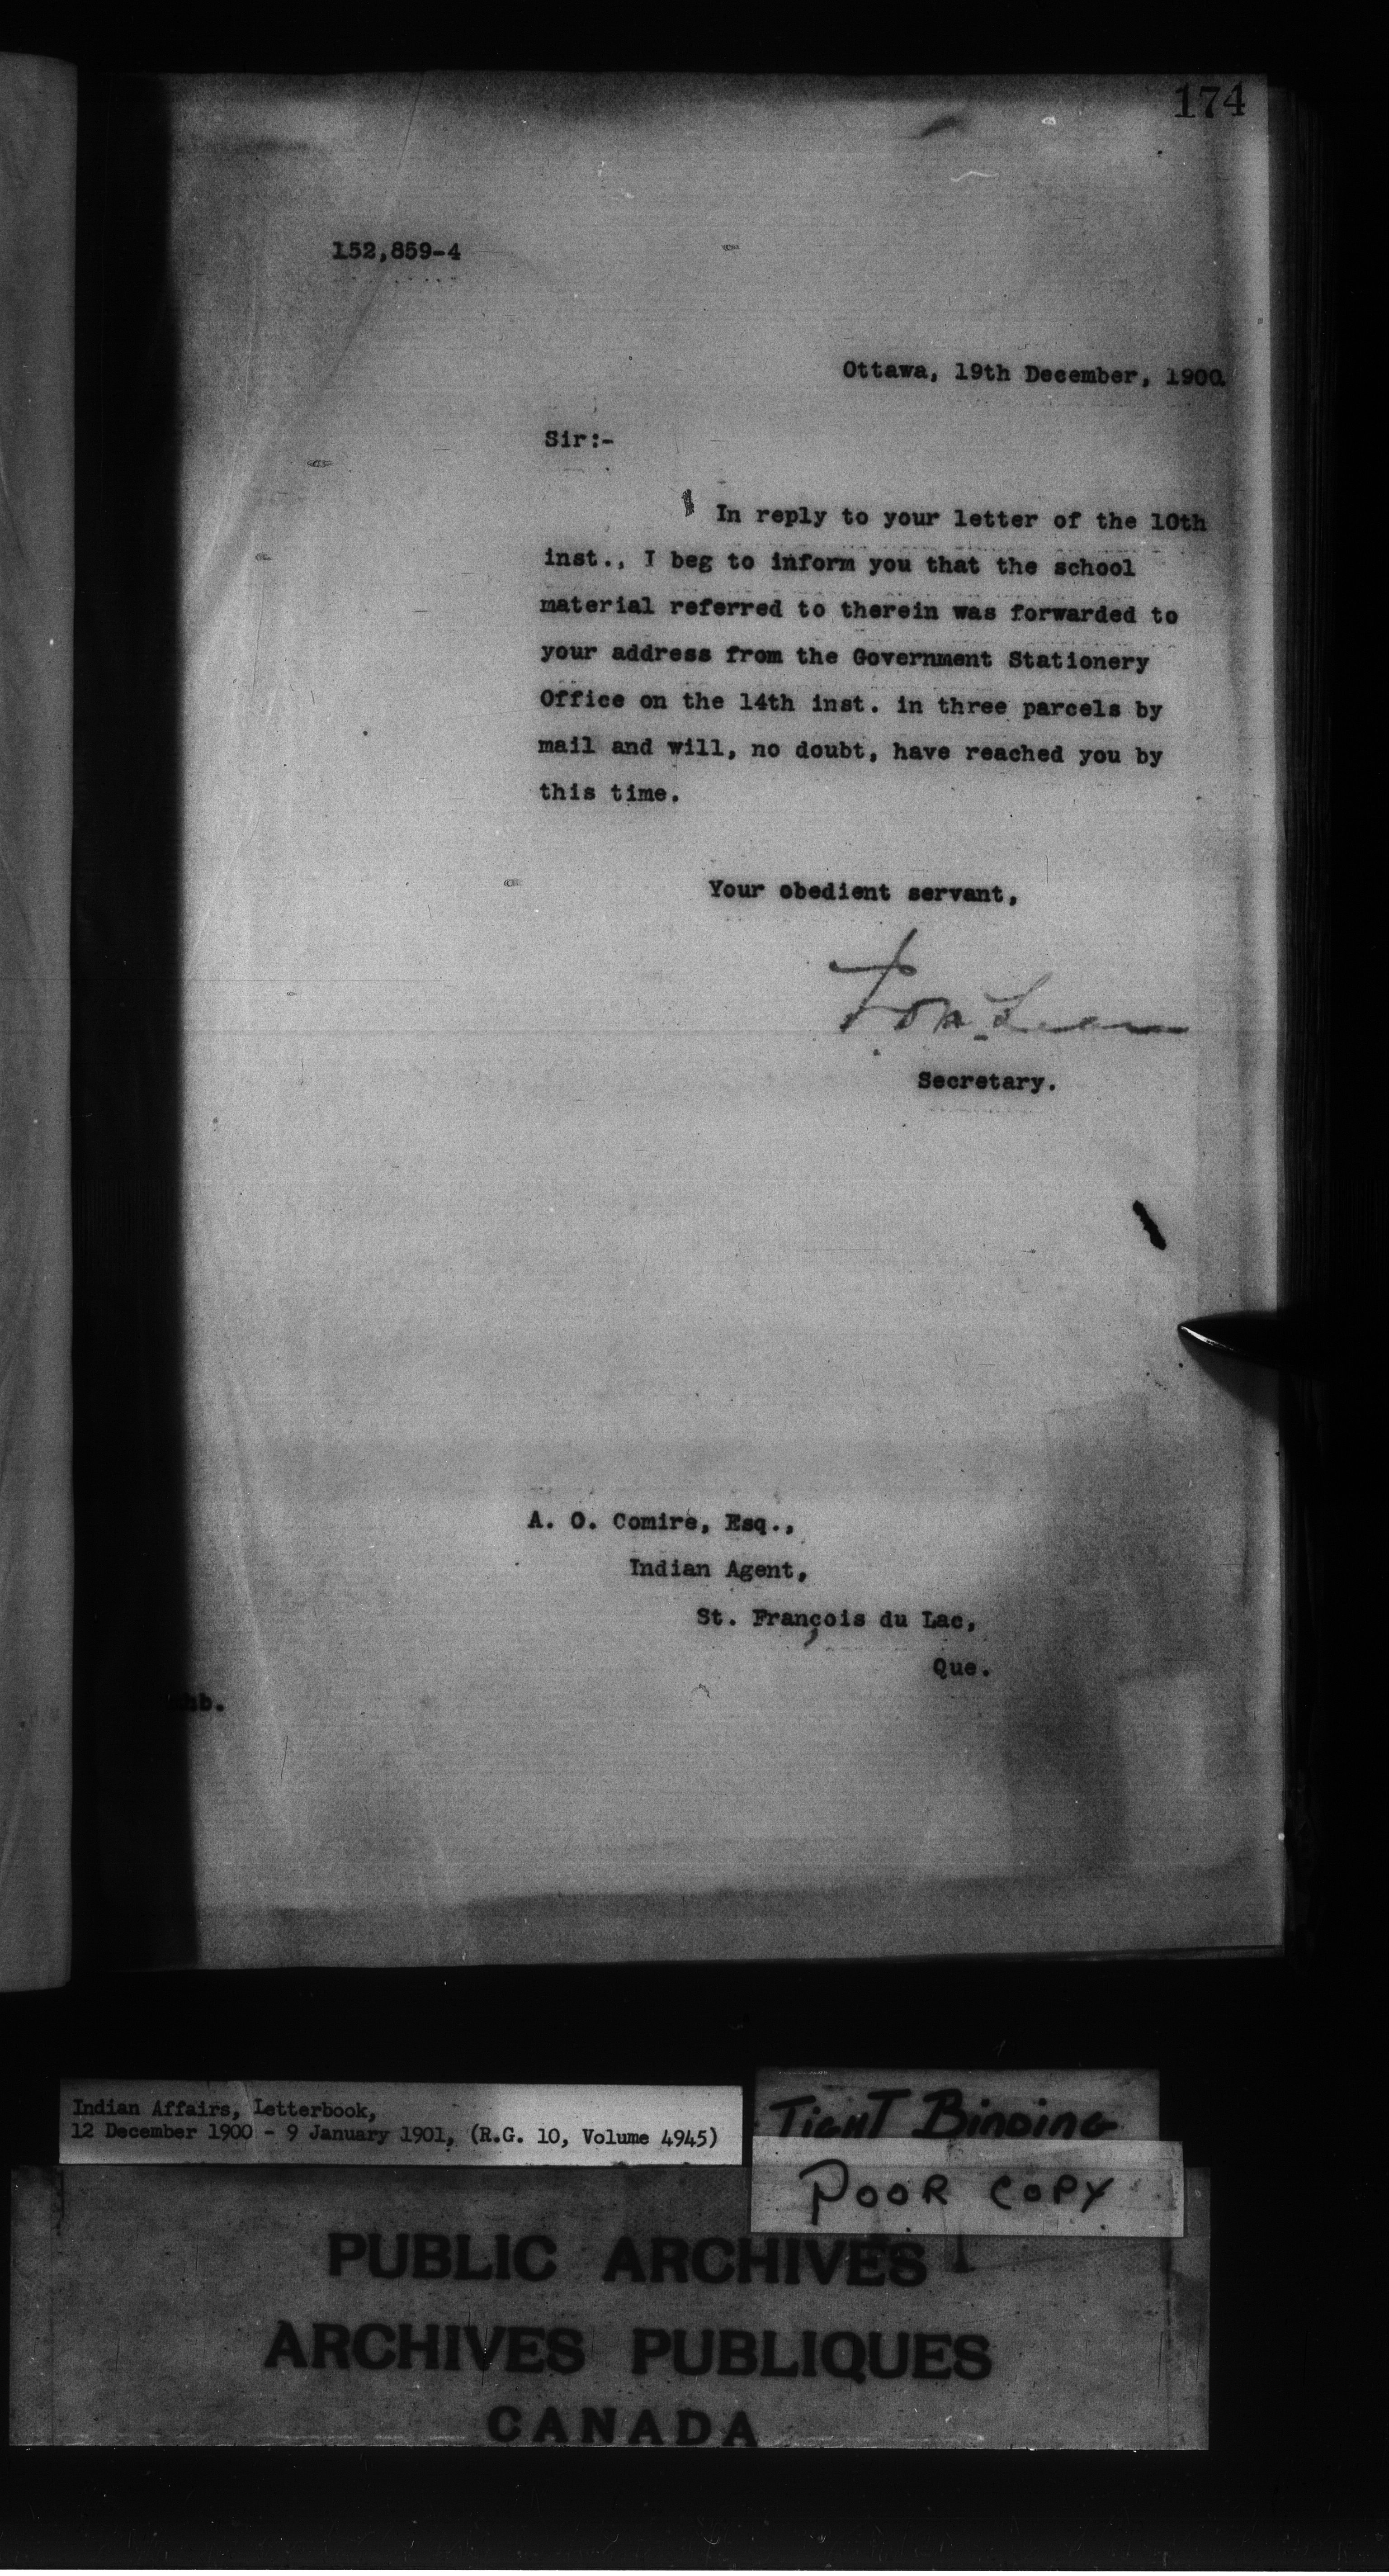 174
152,859-4
Ottawa, 19th December, 1900.
Sir:-
In reply to your letter of the 10th
inst., I beg to inform you that the school
material referred to therein was forwarded to
your address from the Government Stationery
Office on the 14th inst. in three parcels by
mail and will, no doubt, have reached you by
this time.
Your obedient servant,
Secretary.
A. O. Comire, Esq.,
Indian Agent,
St. François du Lac,
Que.
Indian Affairs, Letterbook,
12 December 1900 - 9 January 1901, (R.G. 10, Volume 4945)
TIGHT BINDING
POOR COPY
PUBLIC ARCHIVES
ARCHIVES PUBLIQUES
CANADA